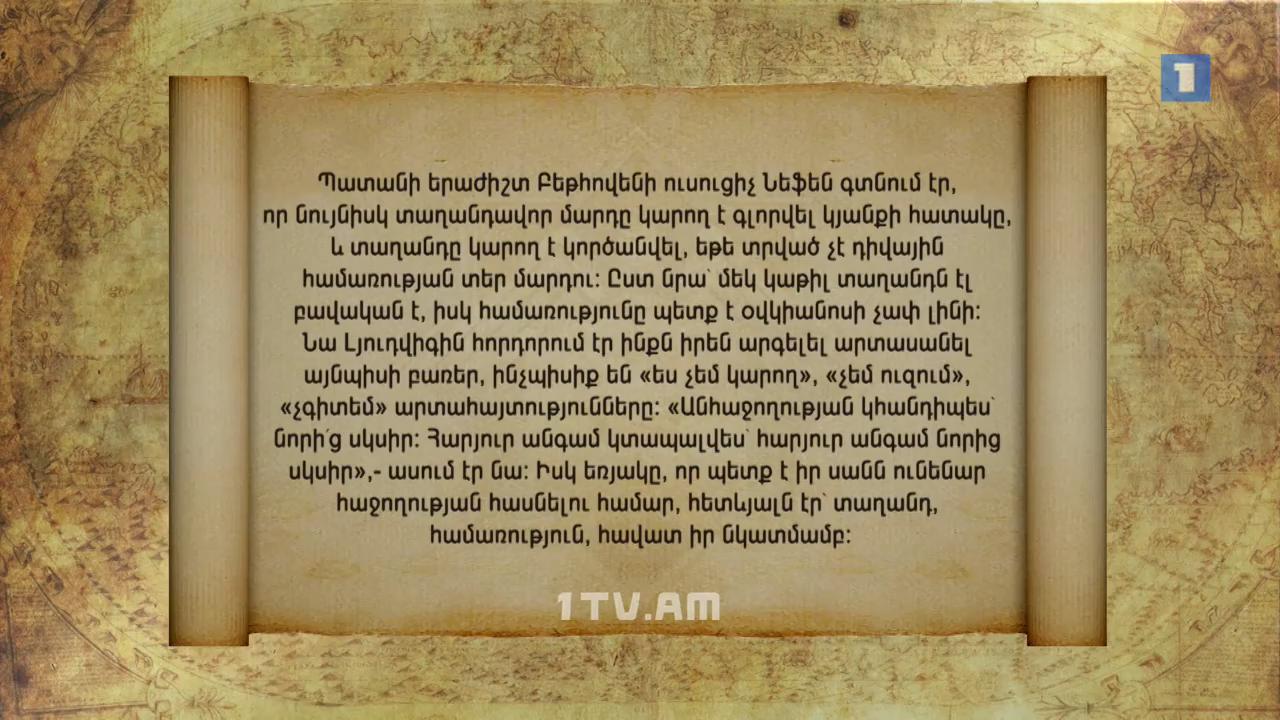 1
Պատանի երաժիշտ Բեթհովենի ուսուցիչ Նեֆեն գտնում էր,
որ նույնիսկ տաղանդավոր մարդը կարող է գլորվել կյանքի հատակը,
և տաղանդը կարող է կործանվել, եթե տրված չէ դիվային
համառության տեր մարդու: Ըստ նրա՝ մեկ կաթիլ տաղանդն էլ
բավական է, իսկ համառությունը պետք է օվկիանոսի չափ լինի:
Նա Լյուդվիգին հորդորում էր ինքն իրեն արգելել արտասանել
այնպիսի բառեր, ինչպիսիք են «ես չեմ կարող», «չեմ ուզում»,
«չգիտեմ» արտահայտությունները: «Անհաջողության կհանդիպես՝
նորի՛ց սկսիր: Հարյուր անգամ կտապալվես՝ հարյուր անգամ նորից
սկսիր»,- ասում էր նա: Իսկ եռյակը, որ պետք է իր սանն ունենար
հաջողության հասնելու համար, հետևյալն էր՝ տաղանդ,
համառություն, հավատ իր նկատմամբ:
1TV.AM